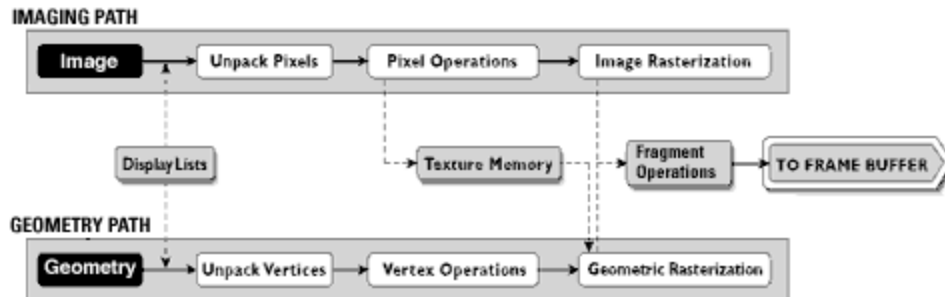 IMAGING PATH
Image
Unpack Pixels
Pixel Operations
Image Rasterization
Display Lists
Texture Memory
Fragment
Operations
TO FRAME BUFFER
GEOMETRY PATH
Geometry
Unpack Vertices
Vertex Operations
Geometric Rasterization